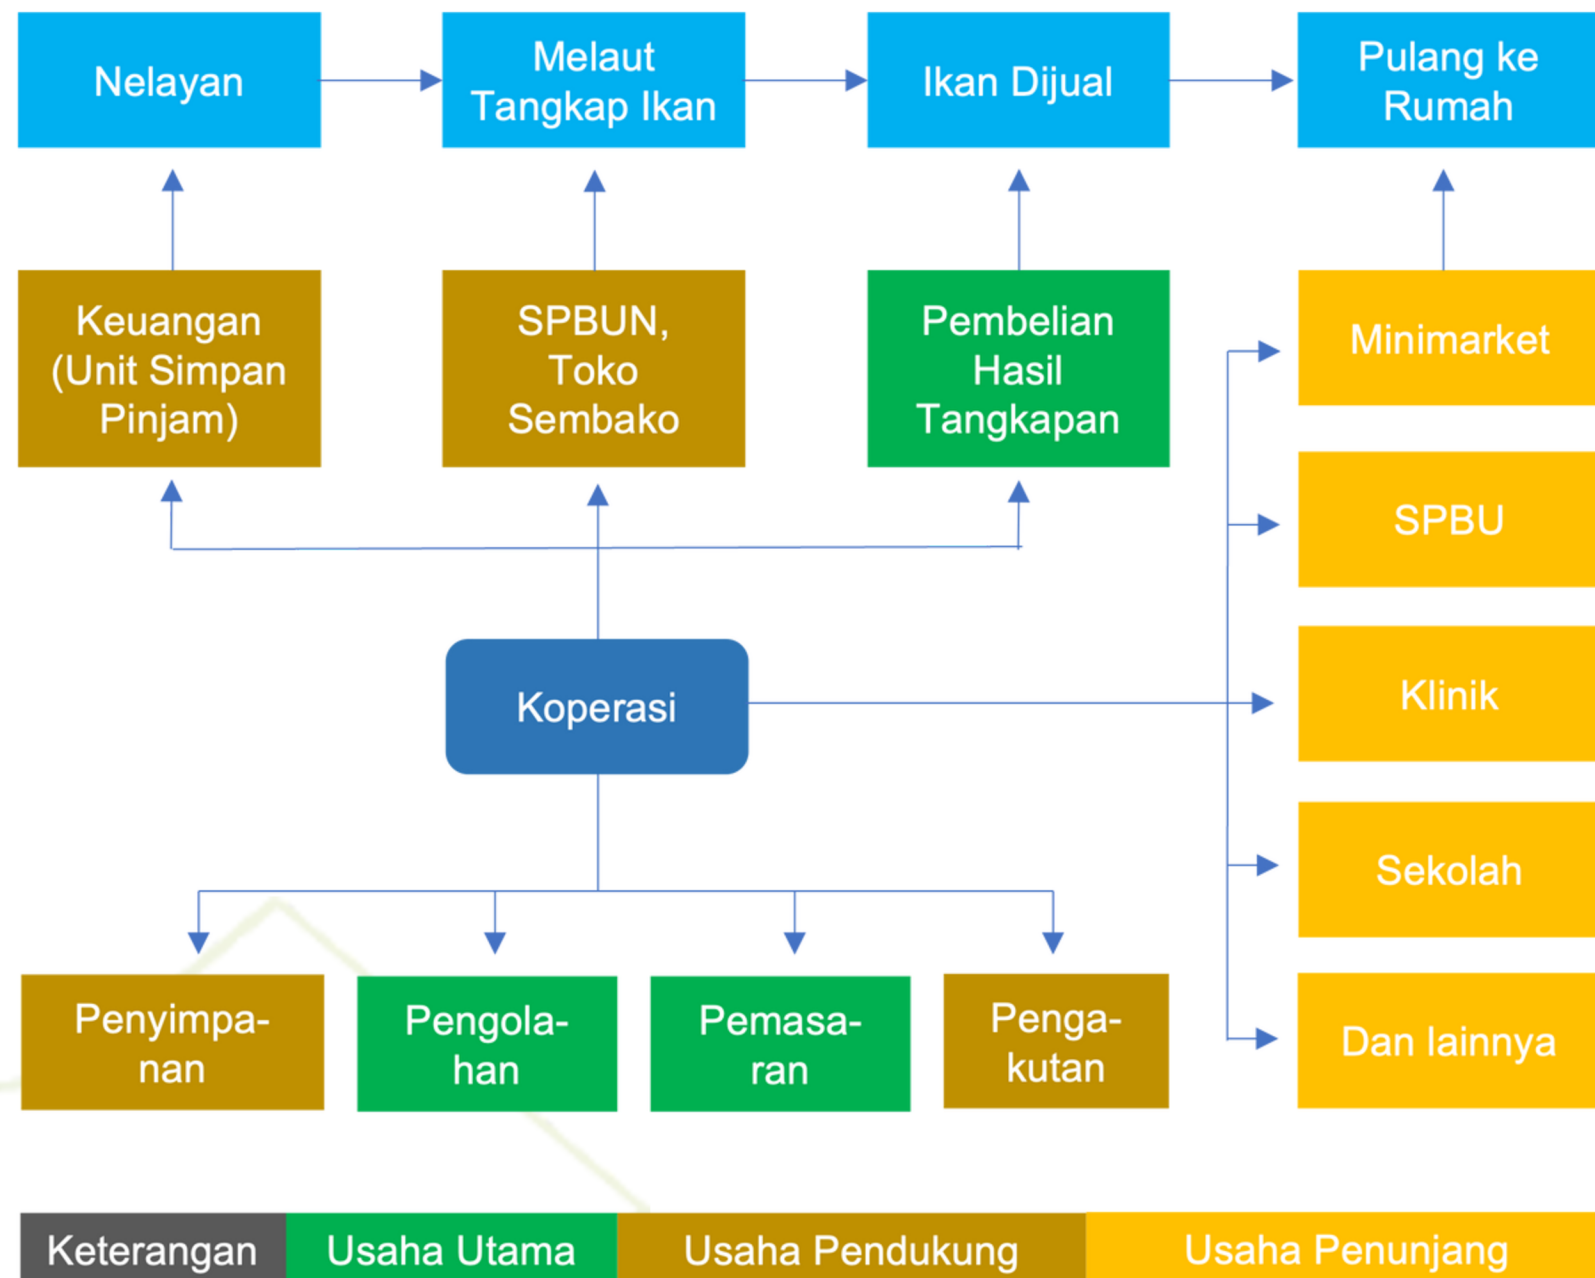 Nelayan
Melaut
Tangkap Ikan
Ikan Dijual
Pulang ke
Rumah
Keuangan
(Unit Simpan
Pinjam)
SPBUN,
Toko
Sembako
Pembelian
Hasil
Tangkapan
Minimarket
SPBU
Koperasi
Klinik
Sekolah
Penyimpa-
nan
Pengola-
han
Pemasa-
ran
Penga-
kutan
Dan lainnya
Keterangan
Usaha Utama
Usaha Pendukung
Usaha Penunjang